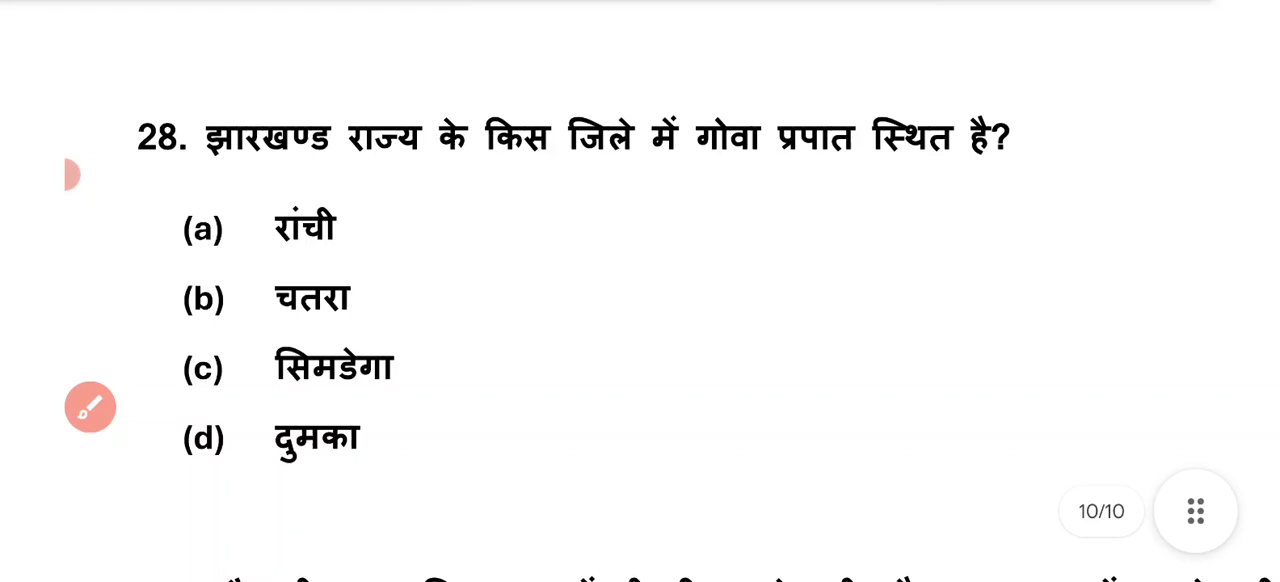 28. झारखण्ड राज्य के किस जिले में गोवा प्रपात स्थित है?
(a) रांची
(b) चतरा
(c) सिमडेगा
(d) दुमका
10/10